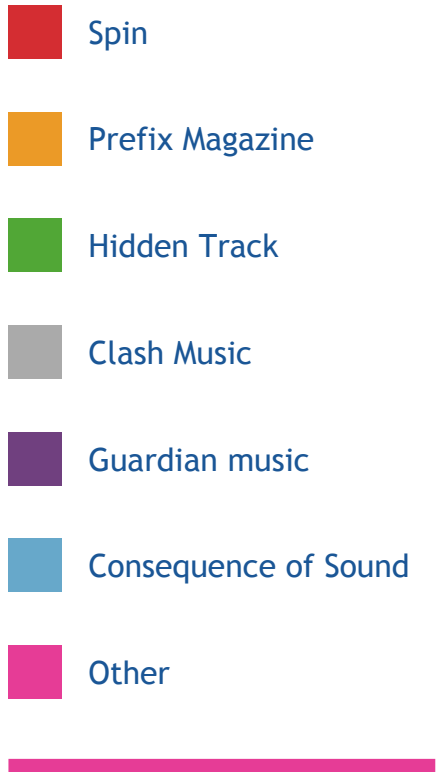 Spin
Prefix Magazine
Hidden Track
Clash Music
Guardian music
Consequence of Sound
Other